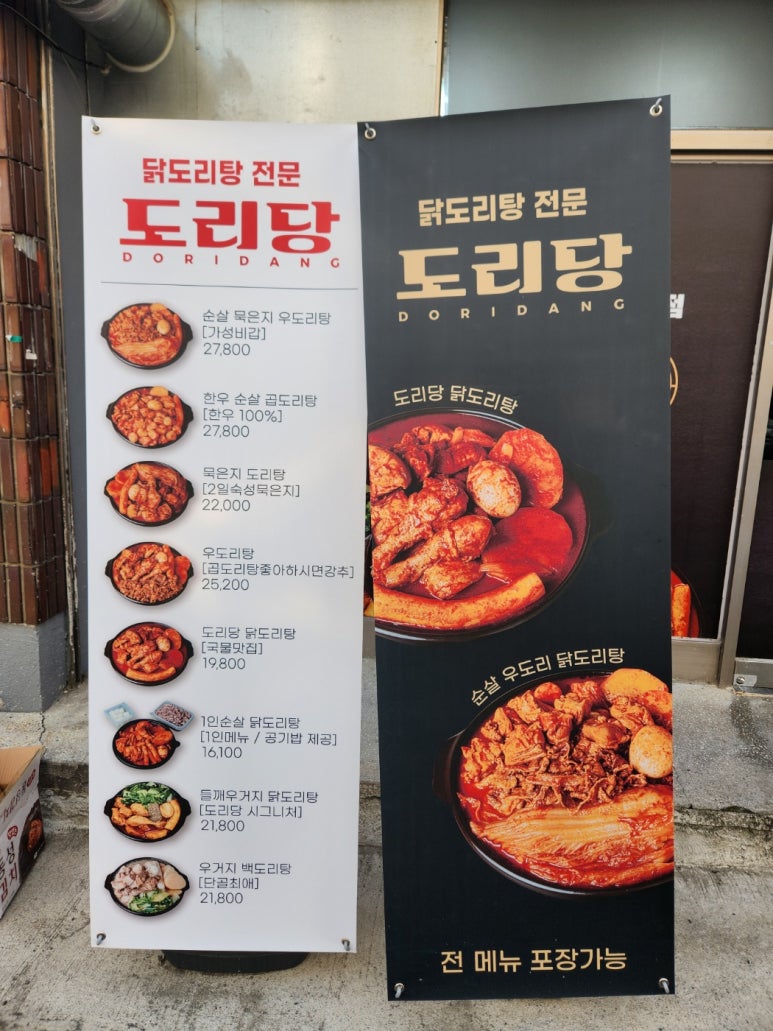 닭도리탕 전문
도리당
DORIDANG
순살 묵은지 우도리탕
[가성비갑]
27,800
한우 순살 곱도리탕
[한우 100%]
27,800
묵은지 도리탕
[2일숙성묵은지]
22,000
우도리탕
[곱도리탕좋아하시면강추]
25,200
도리당 닭도리탕
[국물맛집]
19,800
1인순살 닭도리탕
[1인메뉴 / 공기밥 제공]
16,100
들깨우거지 닭도리탕
[도리당 시그니처]
21,800
우거지 백도리탕
[단골최애]
21,800
닭도리탕 전문
도리당
DORIDANG
도리당 닭도리탕
순살 우도리 닭도리탕
전 메뉴 포장가능
점